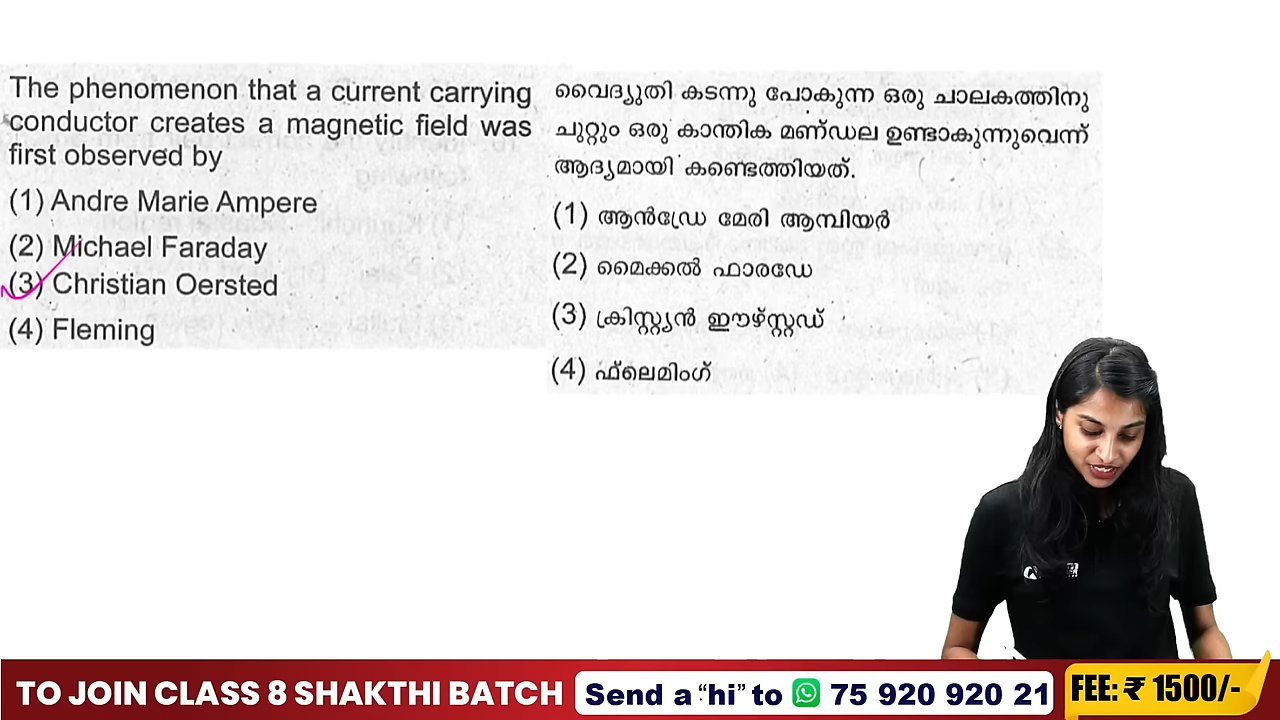 The phenomenon that a current carrying
conductor creates a magnetic field was
first observed by
(1) Andre Marie Ampere
(2) Michael Faraday
(3) Christian Oersted
(4) Fleming
വൈദ്യുതി കടന്നു പോകുന്ന ഒരു ചാലകത്തിനു
ചുറ്റും ഒരു കാന്തിക മണ്ഡല ഉണ്ടാകുന്നുവെന്ന്
ആദ്യമായി കണ്ടെത്തിയത്.
(1) ആൻഡ്രേ മേരി ആമ്പിയർ
(2) മൈക്കൽ ഫാരഡേ
(3) ക്രിസ്റ്റ്യൻ ഈഴ്സ്റ്റഡ്
(4) ഫ്ലെമിംഗ്
TO JOIN CLASS 8 SHAKTHI BATCH
Send a “hi” to 75 920 920 21
FEE: ₹ 1500/-